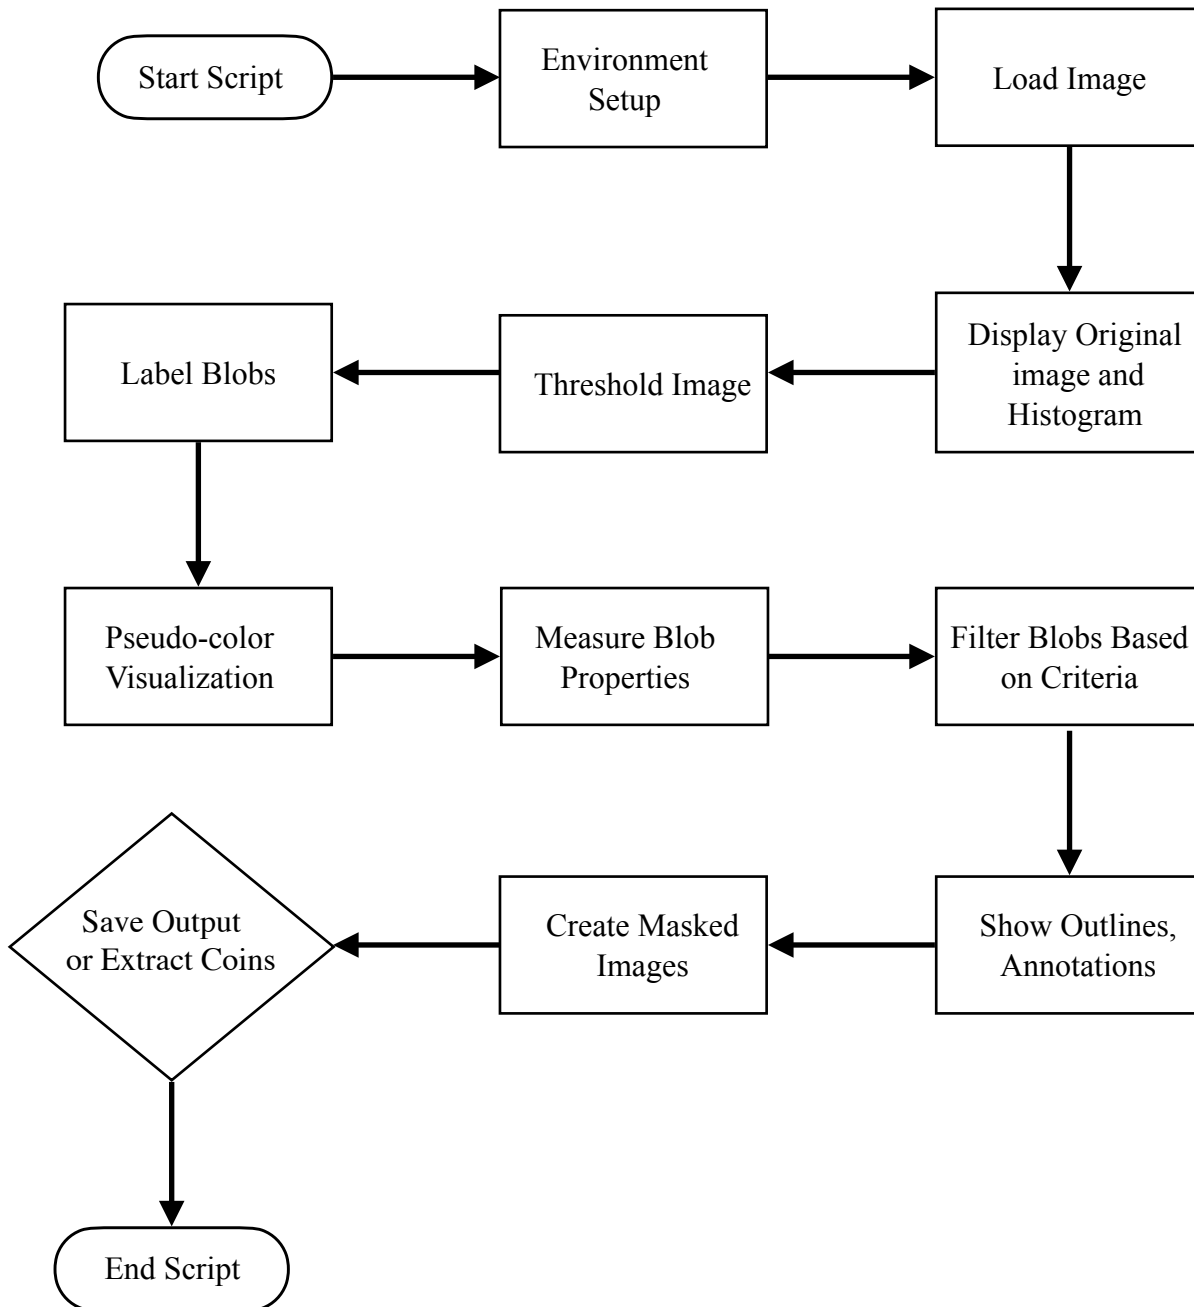 Start Script
Environment
Setup
Load Image
Display Original
image and
Histogram
Threshold Image
Label Blobs
Pseudo-color
Visualization
Measure Blob
Properties
Filter Blobs Based
on Criteria
Show Outlines,
Annotations
Create Masked
Images
Save Output
or Extract Coins
End Script